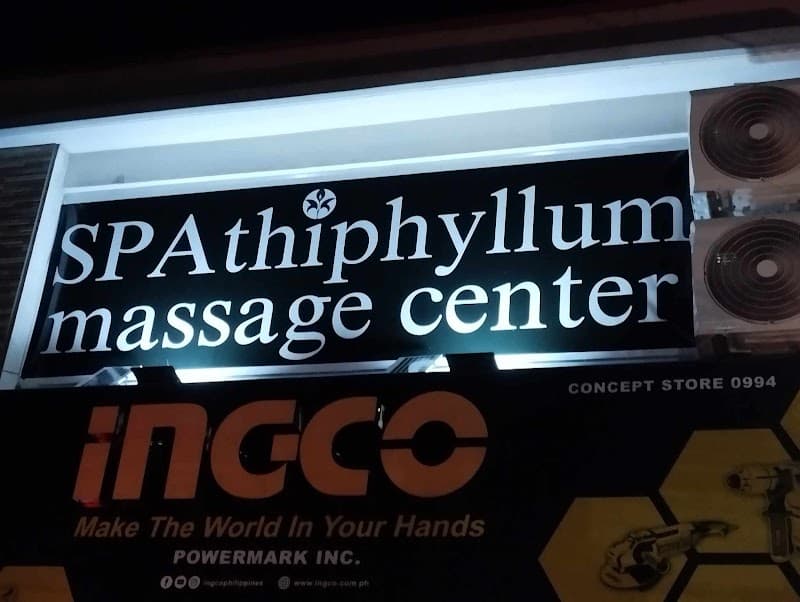 SPAthiphyllum
massage center
CONCEPT STORE 0994
INGCO
Make The World In Your Hands
POWERMARK INC.
ingcophilippines www.ingco.com.ph